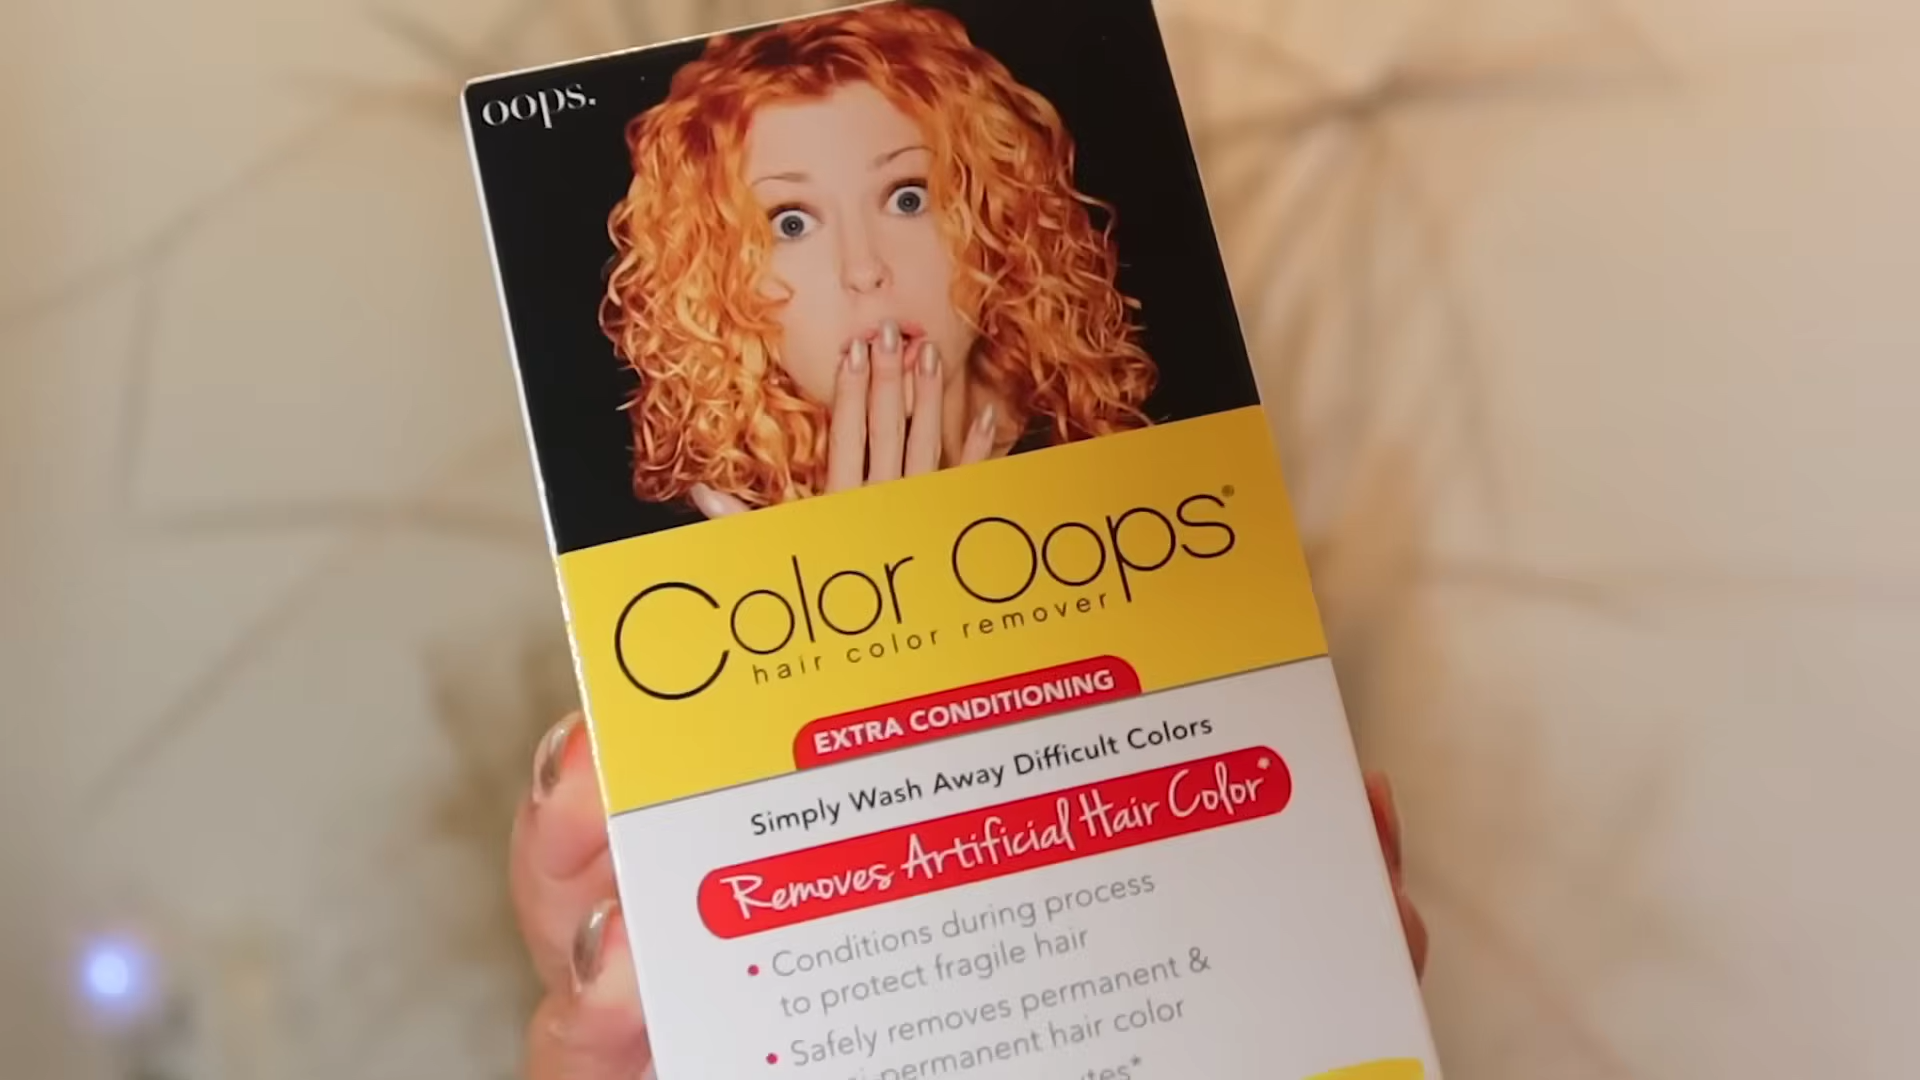 oops.
Color Oops®
hair color remover
EXTRA CONDITIONING
Simply Wash Away Difficult Colors
Removes Artificial Hair Color*
• Conditions during process
to protect fragile hair
• Safely removes permanent &
permanent hair color